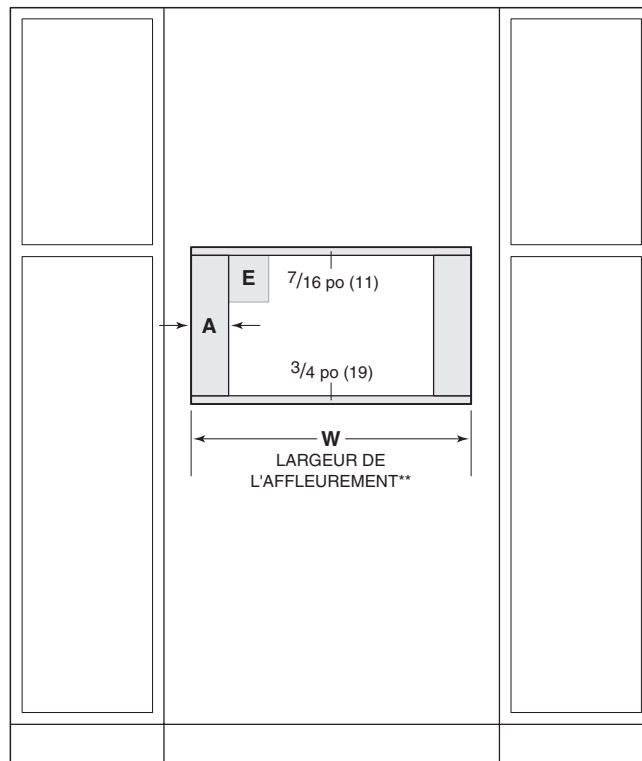 E
7/16 po (11)
A
3/4 po (19)
W
LARGEUR DE
L'AFFLEUREMENT**